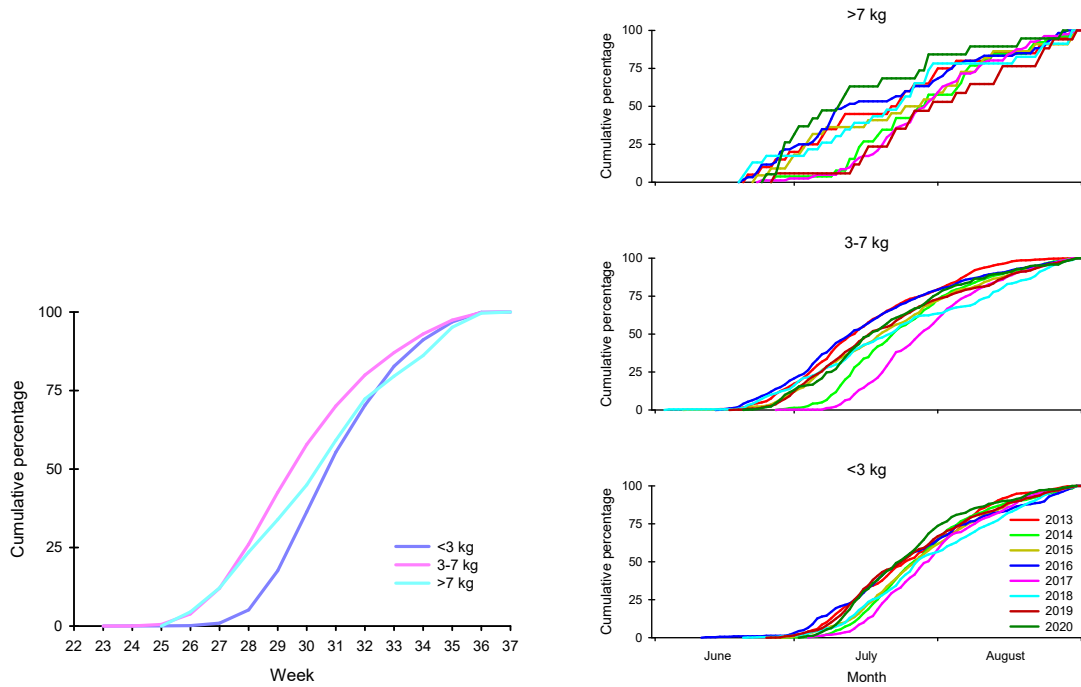 Cumulative percentage
100
75
50
25
0
22 23 24 25 26 27 28 29 30 31 32 33 34 35 36 37
Week
<3 kg
3-7 kg
>7 kg
>7 kg
Cumulative percentage
100
75
50
25
0
3-7 kg
Cumulative percentage
100
75
50
25
0
<3 kg
Cumulative percentage
100
75
50
25
0
2013
2014
2015
2016
2017
2018
2019
2020
June July August
Month